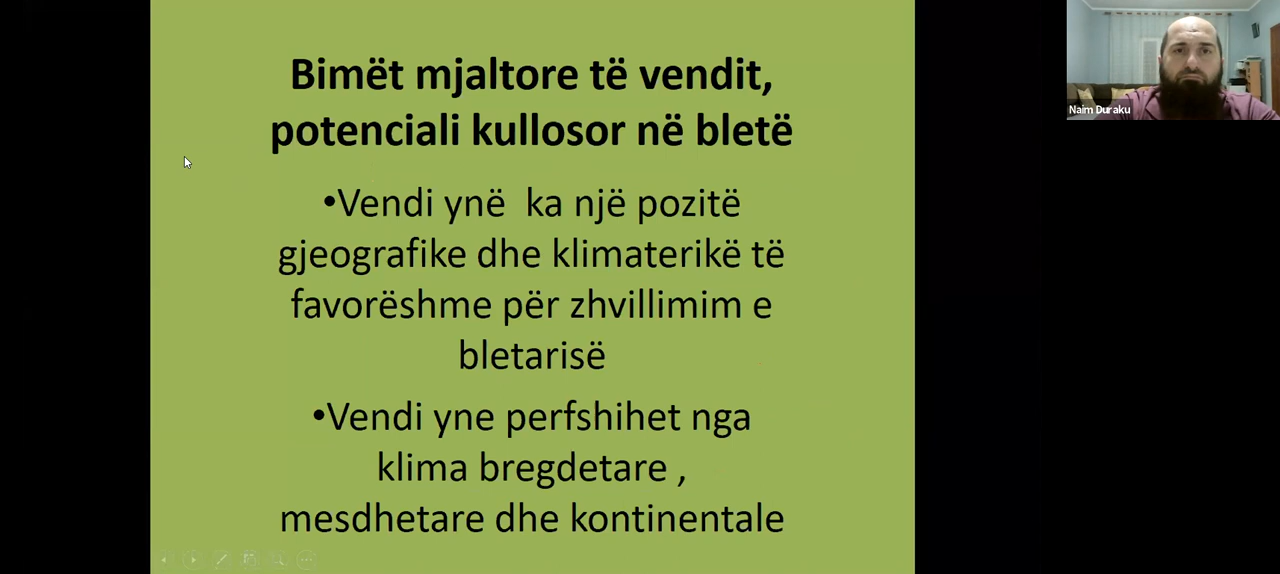 Bimët mjaltore të vendit,
potenciali kullosor në bletë
•Vendi ynë  ka një pozitë
gjeografike dhe klimaterikë të
favorëshme për zhvillimim e
bletarisë
•Vendi yne perfshihet nga
klima bregdetare ,
mesdhetare dhe kontinentale
Naim Duraku